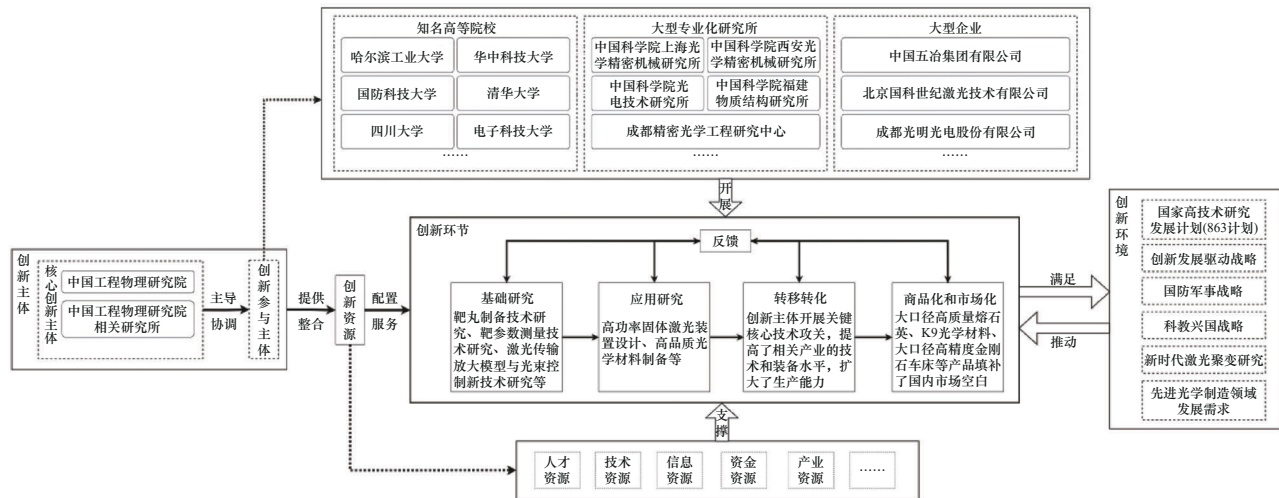 知名高等院校
哈尔滨工业大学
华中科技大学
国防科技大学
清华大学
四川大学
电子科技大学
……
大型专业化研究所
中国科学院上海光
学精密机械研究所
中国科学院西安光
学精密机械研究所
中国科学院光
电技术研究所
中国科学院福建
物质结构研究所
成都精密光学工程研究中心
……
大型企业
中国五冶集团有限公司
北京国科世纪激光技术有限公司
成都光明光电股份有限公司
……
开展
创新主体
核心创新主体
中国工程物理研究院
中国工程物理研究院
相关研究所
主导
协调
创新参与主体
提供
整合
创新资源
配置
服务
创新环节
反馈
基础研究
靶丸制备技术研
究、靶参数测量技
术研究、激光传输
放大模型与光束控
制新技术研究等
应用研究
高功率固体激光装
置设计、高品质光
学材料制备等
转移转化
创新主体开展关键
核心技术攻关，提
高了相关产业的技
术和装备水平，扩
大了生产能力
商品化和市场化
大口径高质量熔石
英、K9光学材料、
大口径高精度金刚
石车床等产品填补
了国内市场空白
满足
推动
创新环境
国家高技术研究
发展计划(863计划)
创新发展驱动战略
国防军事战略
科教兴国战略
新时代激光聚变研究
先进光学制造领域
发展需求
支撑
人才
资源
技术
资源
信息
资源
资金
资源
产业
资源
……